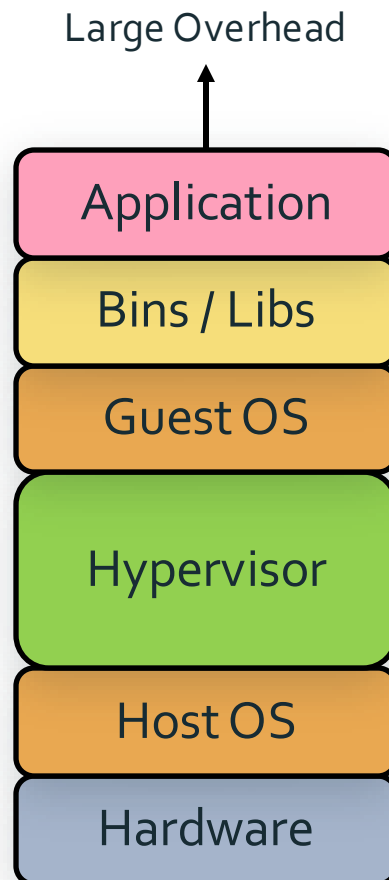 Large Overhead
Application
Bins / Libs
Guest OS
Hypervisor
Host OS
Hardware